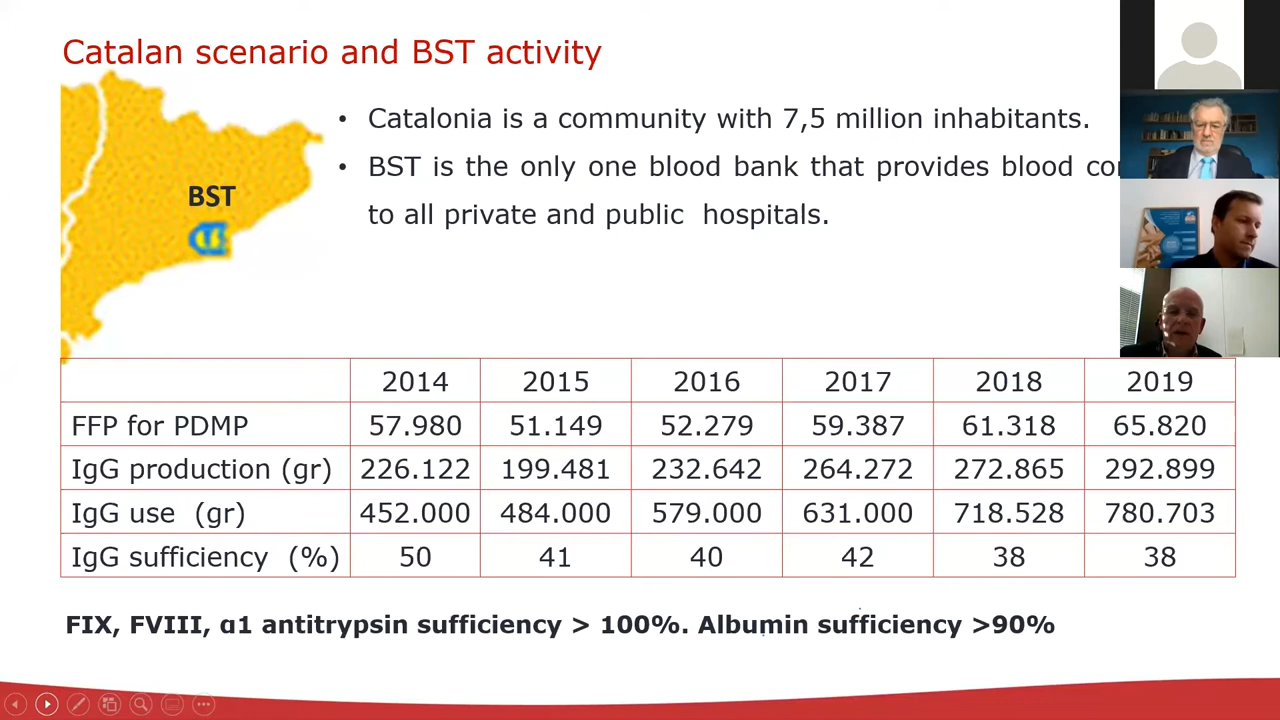 Catalan scenario and BST activity
• Catalonia is a community with 7,5 million inhabitants.
• BST is the only one blood bank that provides blood
to all private and public hospitals.
BST
2014 2015 2016 2017 2018 2019
FFP for PDMP 57.980 51.149 52.279 59.387 61.318 65.820
IgG production (gr) 226.122 199.481 232.642 264.272 272.865 292.899
IgG use (gr) 452.000 484.000 579.000 631.000 718.528 780.703
IgG sufficiency (%) 50 41 40 42 38 38
FIX, FVIII, α1 antitrypsin sufficiency > 100%. Albumin sufficiency >90%